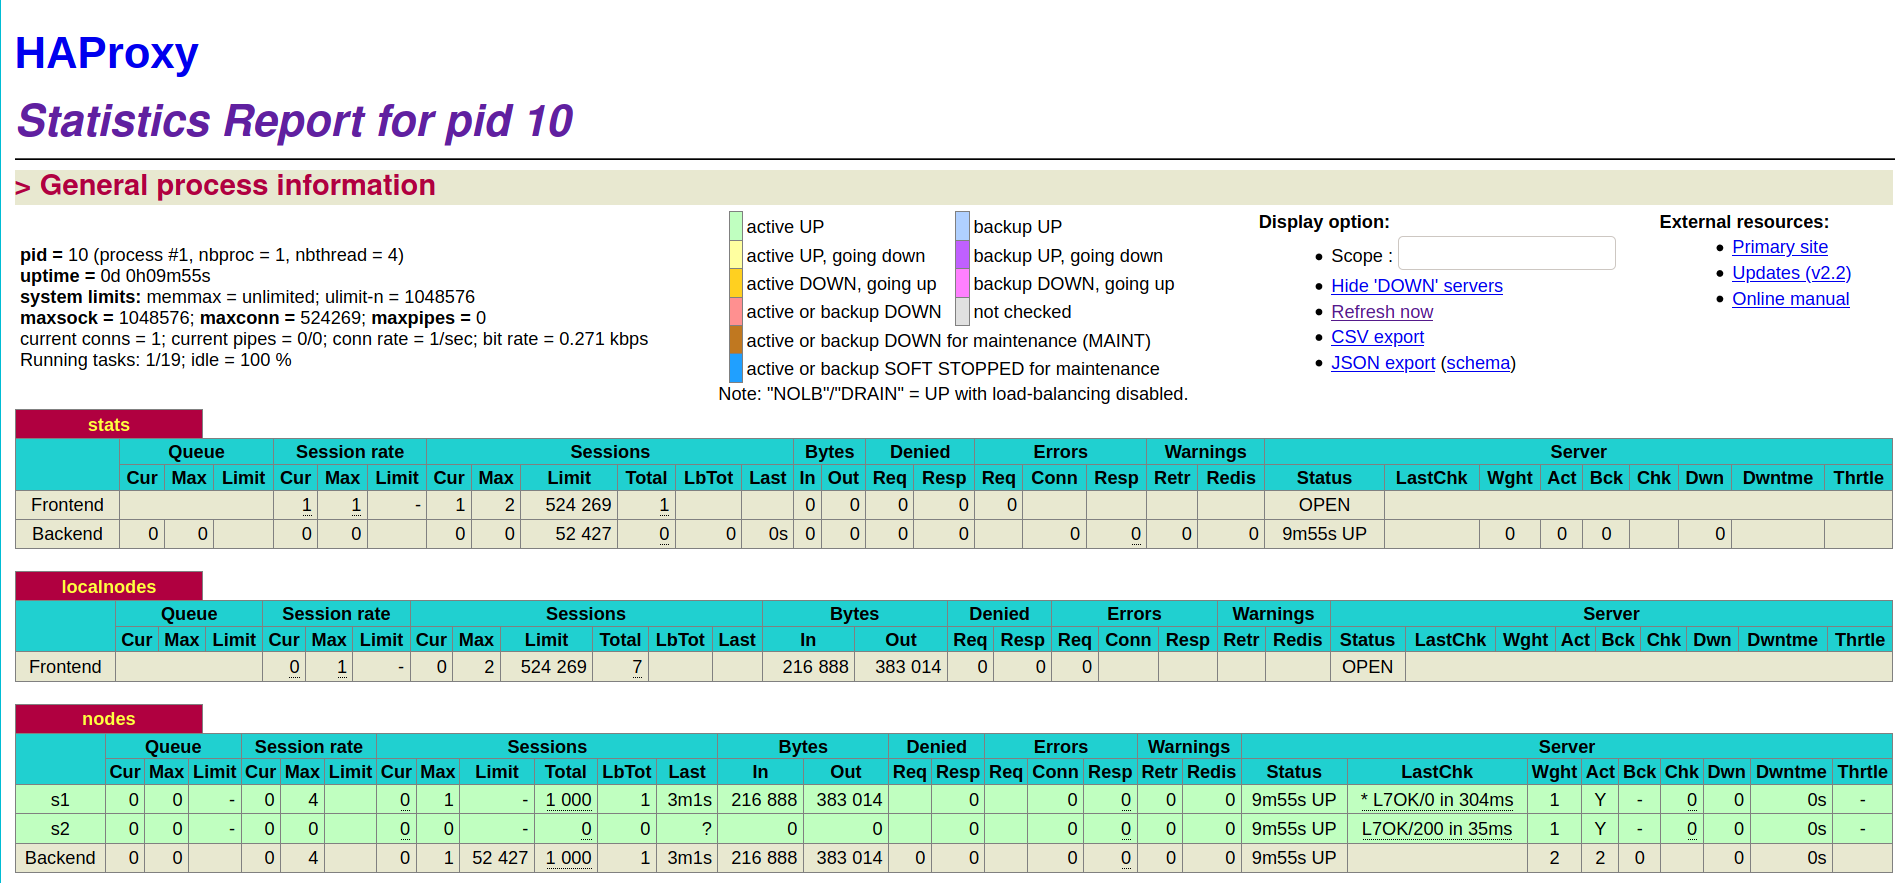 HAProxy
Statistics Report for pid 10
> General process information
pid = 10 (process #1, nbproc = 1, nbthread = 4)
uptime = 0d 0h09m55s
system limits: memmax = unlimited; ulimit-n = 1048576
maxsock = 1048576; maxconn = 524269; maxpipes = 0
current conns = 1; current pipes = 0/0; conn rate = 1/sec; bit rate = 0.271 kbps
Running tasks: 1/19; idle = 100 %
active UP backup UP
active UP, going down backup UP, going down
active DOWN, going up backup DOWN, going up
active or backup DOWN not checked
active or backup DOWN for maintenance (MAINT)
active or backup SOFT STOPPED for maintenance
Note: "NOLB"/"DRAIN" = UP with load-balancing disabled.
Display option:
• Scope :
• Hide 'DOWN' servers
• Refresh now
• CSV export
• JSON export (schema)
External resources:
• Primary site
• Updates (v2.2)
• Online manual
stats
Queue Session rate Sessions Bytes Denied Errors Warnings Server
Cur Max Limit Cur Max Limit Cur Max Limit Total LbTot Last In Out Req Resp Req Conn Resp Retr Redis Status LastChk Wght Act Bck Chk Dwn Dwntme Thrtle
Frontend 1 1 - 1 2 524 269 1 0 0 0 0 0 OPEN
Backend 0 0 0 0 0 0 52 427 0 0 0s 0 0 0 0 0 0 0 0 9m55s UP 0 0 0 0
localnodes
Queue Session rate Sessions Bytes Denied Errors Warnings Server
Cur Max Limit Cur Max Limit Cur Max Limit Total LbTot Last In Out Req Resp Req Conn Resp Retr Redis Status LastChk Wght Act Bck Chk Dwn Dwntme Thrtle
Frontend 0 1 - 0 2 524 269 7 216 888 383 014 0 0 0 OPEN
nodes
Queue Session rate Sessions Bytes Denied Errors Warnings Server
Cur Max Limit Cur Max Limit Cur Max Limit Total LbTot Last In Out Req Resp Req Conn Resp Retr Redis Status LastChk Wght Act Bck Chk Dwn Dwntme Thrtle
s1 0 0 - 0 4 0 1 - 1 000 1 3m1s 216 888 383 014 0 0 0 0 0 9m55s UP * L7OK/0 in 304ms 1 Y - 0 0 0s -
s2 0 0 - 0 0 0 0 - 0 0 ? 0 0 0 0 0 0 0 9m55s UP L7OK/200 in 35ms 1 Y - 0 0 0s -
Backend 0 0 0 4 0 1 52 427 1 000 1 3m1s 216 888 383 014 0 0 0 0 0 0 9m55s UP 2 2 0 0 0s